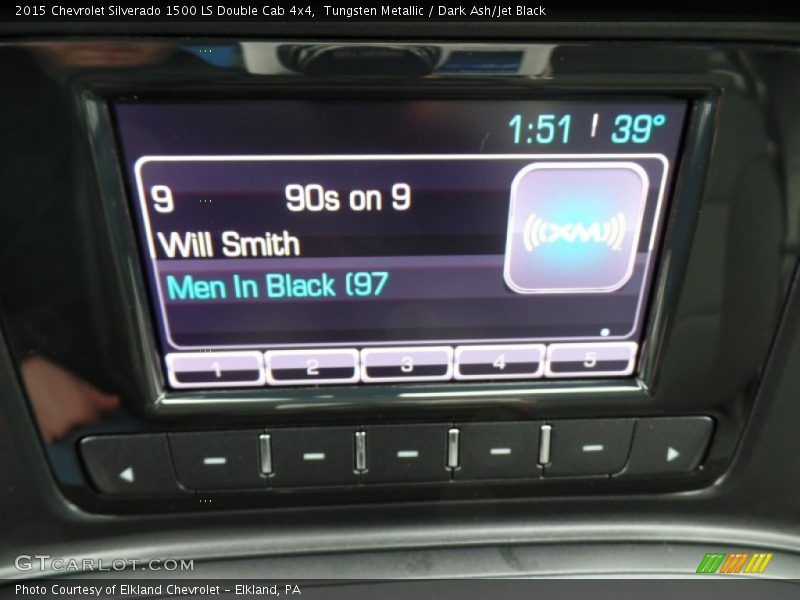 2015 Chevrolet Silverado 1500 LS Double Cab 4x4,  Tungsten Metallic / Dark Ash/Jet Black
1:51 | 39°
9 90s on 9
Will Smith
((XM))
Men In Black (97
1 2 3 4 5
GTCARLOT.COM
Photo Courtesy of Elkland Chevrolet - Elkland, PA